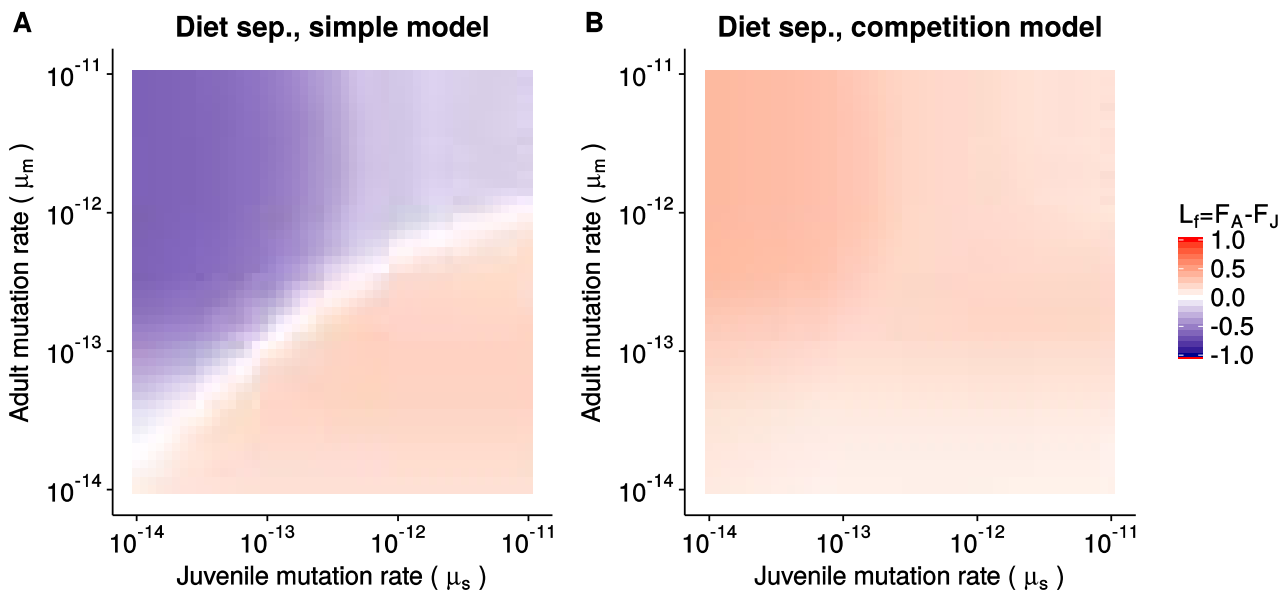 A
Diet sep., simple model
10⁻¹¹
10⁻¹²
10⁻¹³
10⁻¹⁴
Adult mutation rate ( μₘ )
10⁻¹⁴ 10⁻¹³ 10⁻¹² 10⁻¹¹
Juvenile mutation rate ( μₛ )
B
Diet sep., competition model
10⁻¹¹
10⁻¹²
10⁻¹³
10⁻¹⁴
Adult mutation rate ( μₘ )
10⁻¹⁴ 10⁻¹³ 10⁻¹² 10⁻¹¹
Juvenile mutation rate ( μₛ )
L_f=F_A-F_J
1.0
0.5
0.0
-0.5
-1.0